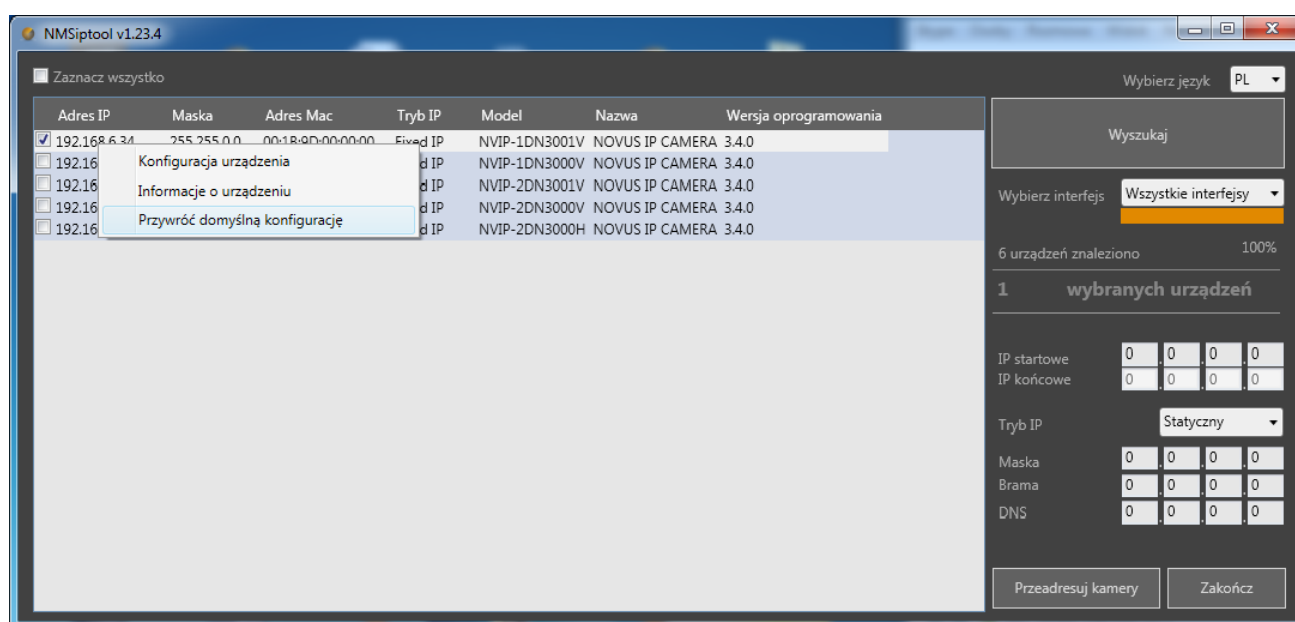 NMSiptool v1.23.4
Zaznacz wszystko
Wybierz język PL
Adres IP Maska Adres Mac Tryb IP Model Nazwa Wersja oprogramowania
192.168.6.34 255.255.0.0 00:1B:9D:00:00:00 Fixed IP NVIP-1DN3001V NOVUS IP CAMERA 3.4.0
192.16 d IP NVIP-1DN3000V NOVUS IP CAMERA 3.4.0
192.16 d IP NVIP-2DN3001V NOVUS IP CAMERA 3.4.0
192.16 d IP NVIP-2DN3000V NOVUS IP CAMERA 3.4.0
192.16 d IP NVIP-2DN3000H NOVUS IP CAMERA 3.4.0
Konfiguracja urządzenia
Informacje o urządzeniu
Przywróć domyślną konfigurację
Wyszukaj
Wybierz interfejs Wszystkie interfejsy
6 urządzeń znaleziono 100%
1 wybranych urządzeń
IP startowe 0 . 0 . 0 . 0
IP końcowe 0 . 0 . 0 . 0
Tryb IP Statyczny
Maska 0 . 0 . 0 . 0
Brama 0 . 0 . 0 . 0
DNS 0 . 0 . 0 . 0
Przeadresuj kamery Zakończ